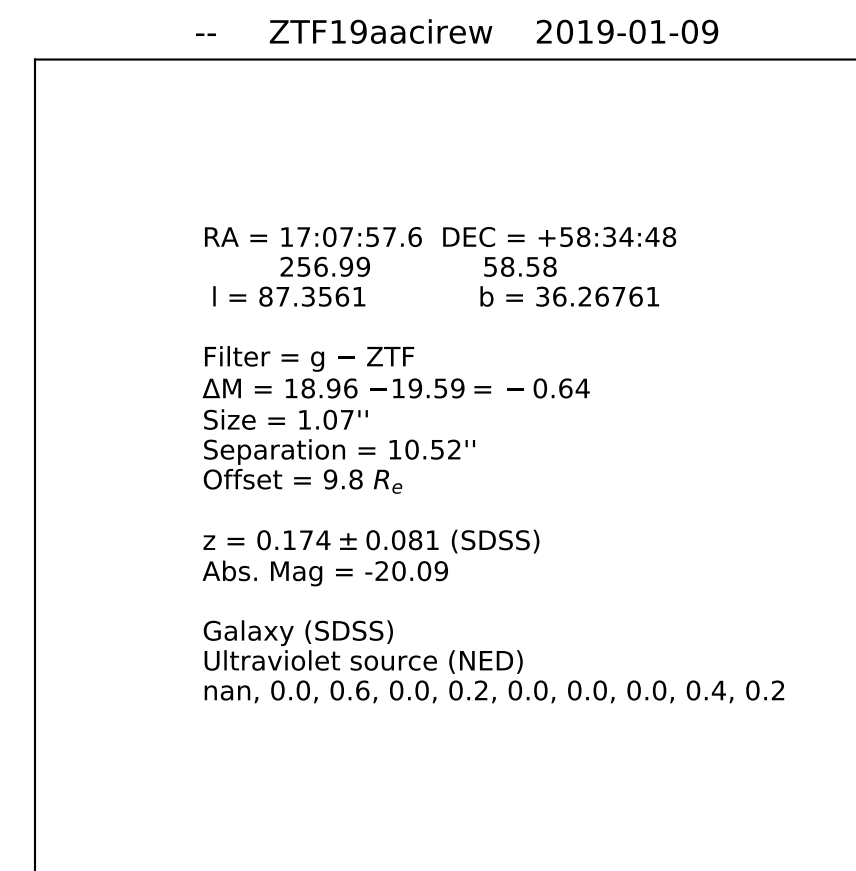 -- ZTF19aacirew 2019-01-09
RA = 17:07:57.6 DEC = +58:34:48
256.99 58.58
l = 87.3561 b = 36.26761
Filter = g − ZTF
ΔM = 18.96 −19.59 = − 0.64
Size = 1.07''
Separation = 10.52''
Offset = 9.8 Re
z = 0.174 ± 0.081 (SDSS)
Abs. Mag = -20.09
Galaxy (SDSS)
Ultraviolet source (NED)
nan, 0.0, 0.6, 0.0, 0.2, 0.0, 0.0, 0.0, 0.4, 0.2